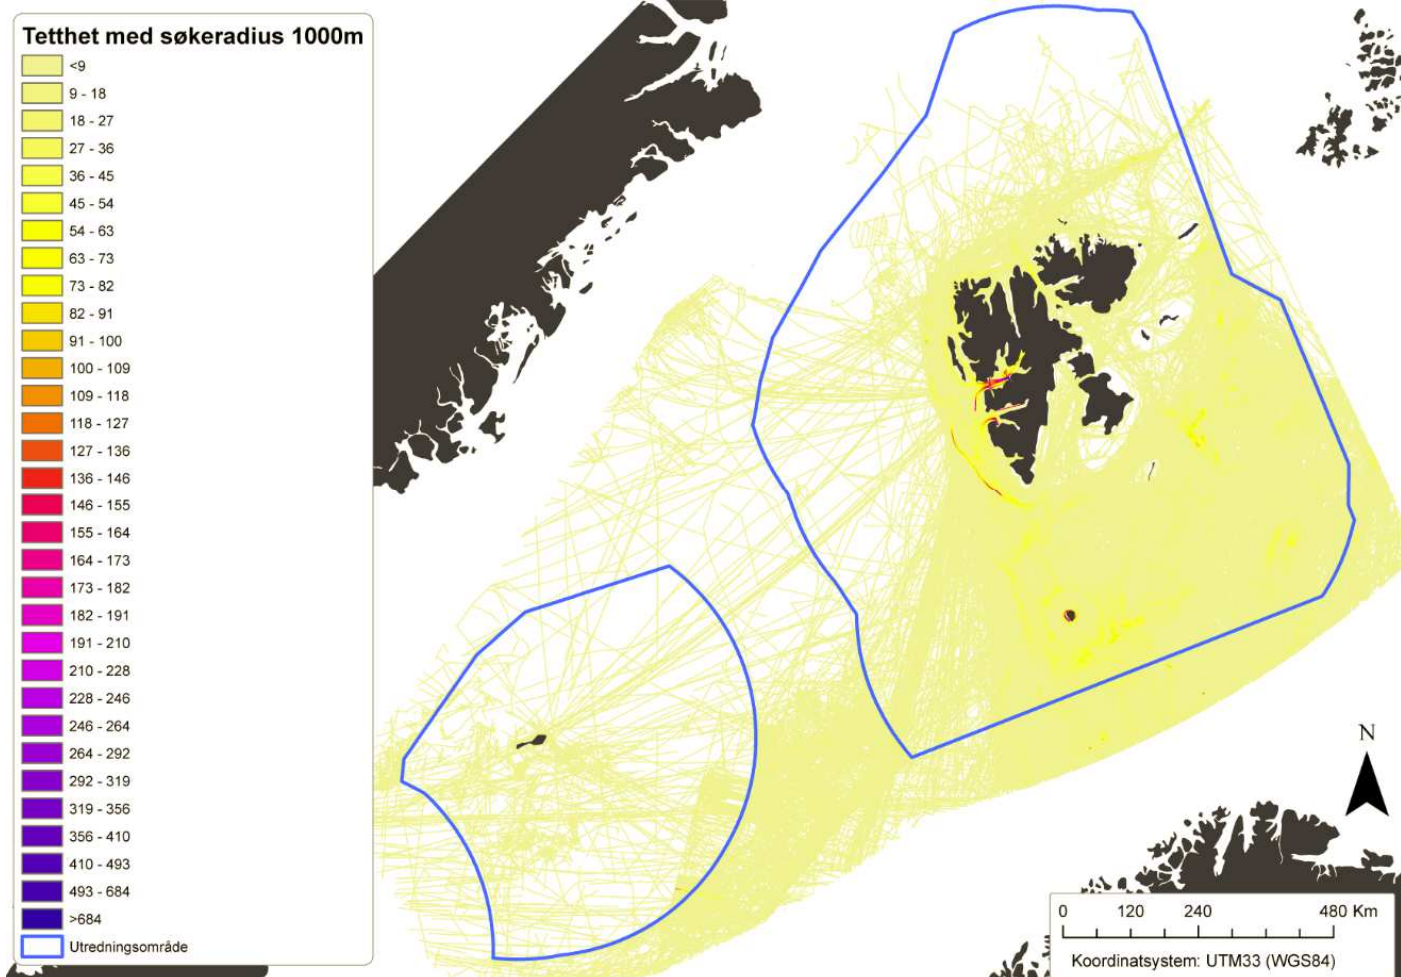 Tetthet med søkeradius 1000m
<9
9 - 18
18 - 27
27 - 36
36 - 45
45 - 54
54 - 63
63 - 73
73 - 82
82 - 91
91 - 100
100 - 109
109 - 118
118 - 127
127 - 136
136 - 146
146 - 155
155 - 164
164 - 173
173 - 182
182 - 191
191 - 210
210 - 228
228 - 246
246 - 264
264 - 292
292 - 319
319 - 356
356 - 410
410 - 493
493 - 684
>684
Utredningsområde
N
0 120 240 480 Km
Koordinatsystem: UTM33 (WGS84)